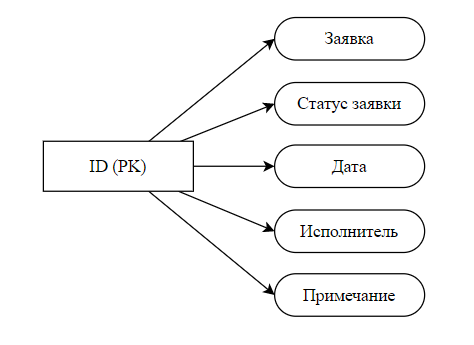 Заявка
Статус заявки
ID (PK)
Дата
Исполнитель
Примечание